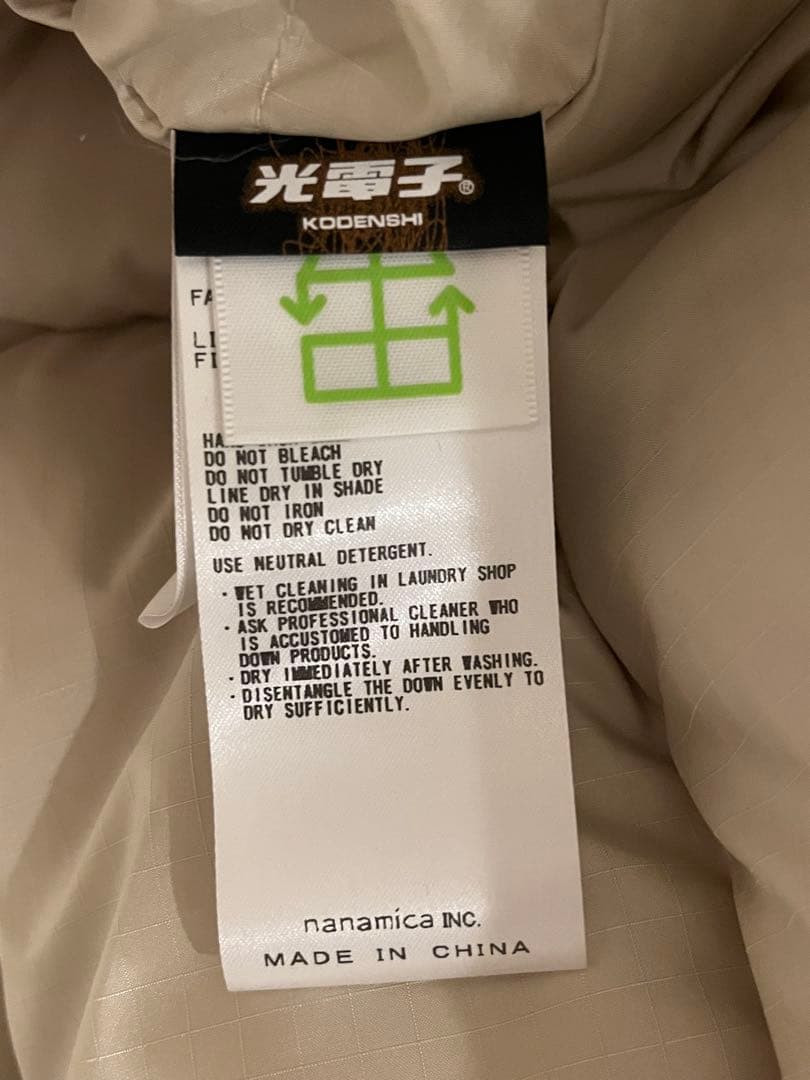 光電子®
KODENSHI
DO NOT BLEACH
DO NOT TUMBLE DRY
LINE DRY IN SHADE
DO NOT IRON
DO NOT DRY CLEAN
USE NEUTRAL DETERGENT.
・WET CLEANING IN LAUNDRY SHOP
IS RECOMMENDED.
・ASK PROFESSIONAL CLEANER WHO
IS ACCUSTOMED TO HANDLING
DOWN PRODUCTS.
・DRY IMMEDIATELY AFTER WASHING.
・DISENTANGLE THE DOWN EVENLY TO
DRY SUFFICIENTLY.
nanamica INC.
MADE IN CHINA